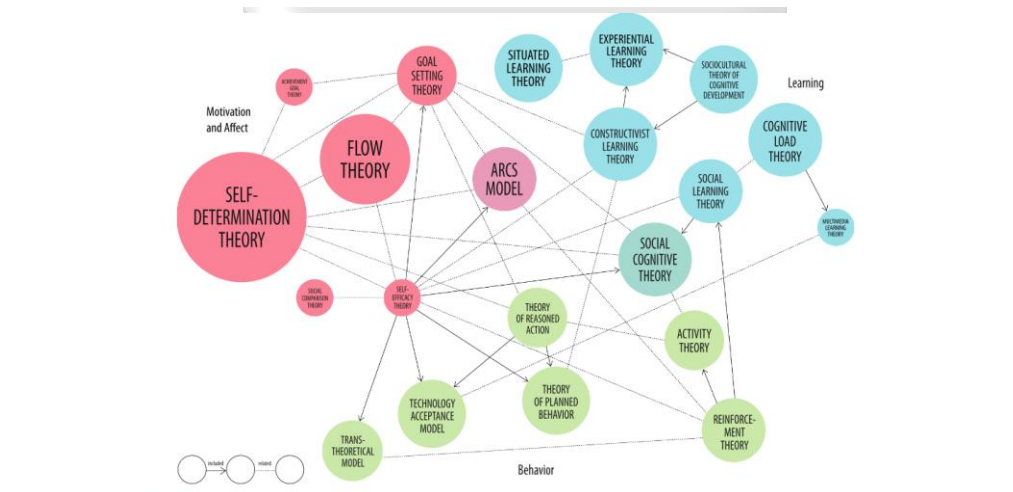 Motivation
and Affect
Learning
Behavior
ACHIEVEMENT
GOAL
THEORY
GOAL
SETTING
THEORY
SITUATED
LEARNING
THEORY
EXPERIENTIAL
LEARNING
THEORY
SOCIOCULTURAL
THEORY OF
COGNITIVE
DEVELOPMENT
FLOW
THEORY
ARCS
MODEL
CONSTRUCTIVIST
LEARNING
THEORY
COGNITIVE
LOAD
THEORY
SELF-
DETERMINATION
THEORY
SOCIAL
LEARNING
THEORY
MULTIMEDIA
LEARNING
THEORY
SOCIAL
COGNITIVE
THEORY
SOCIAL
COMPARISON
THEORY
SELF-
EFFICACY
THEORY
THEORY
OF REASONED
ACTION
ACTIVITY
THEORY
TECHNOLOGY
ACCEPTANCE
MODEL
THEORY
OF PLANNED
BEHAVIOR
REINFORCE-
MENT
THEORY
TRANS-
THEORETICAL
MODEL
included
related